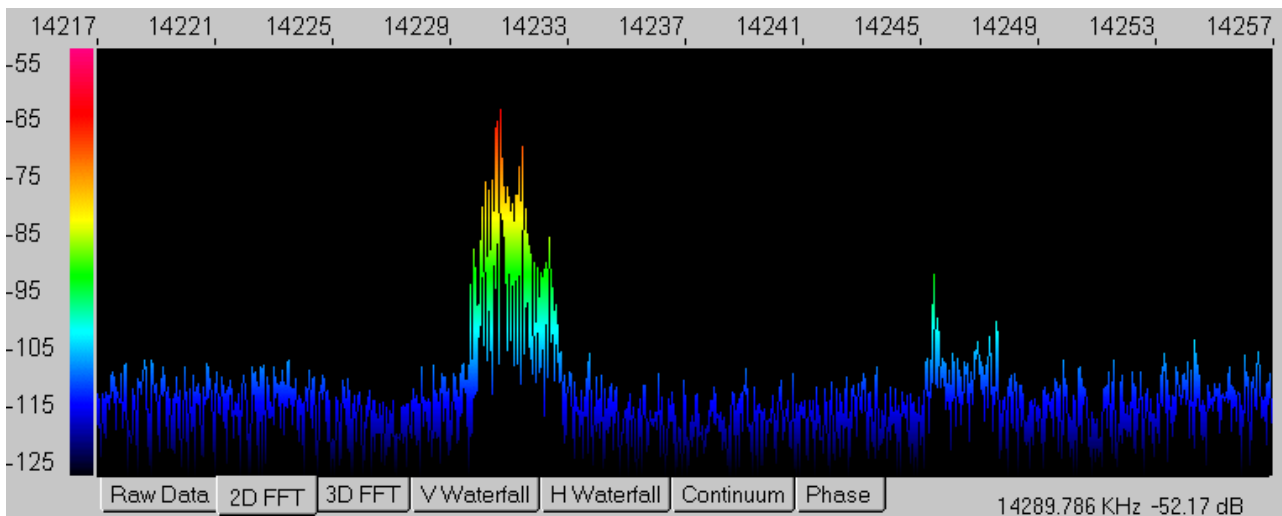 14217 14221 14225 14229 14233 14237 14241 14245 14249 14253 14257
-55
-65
-75
-85
-95
-105
-115
-125
Raw Data 2D FFT 3D FFT V Waterfall H Waterfall Continuum Phase
14289.786 KHz -52.17 dB